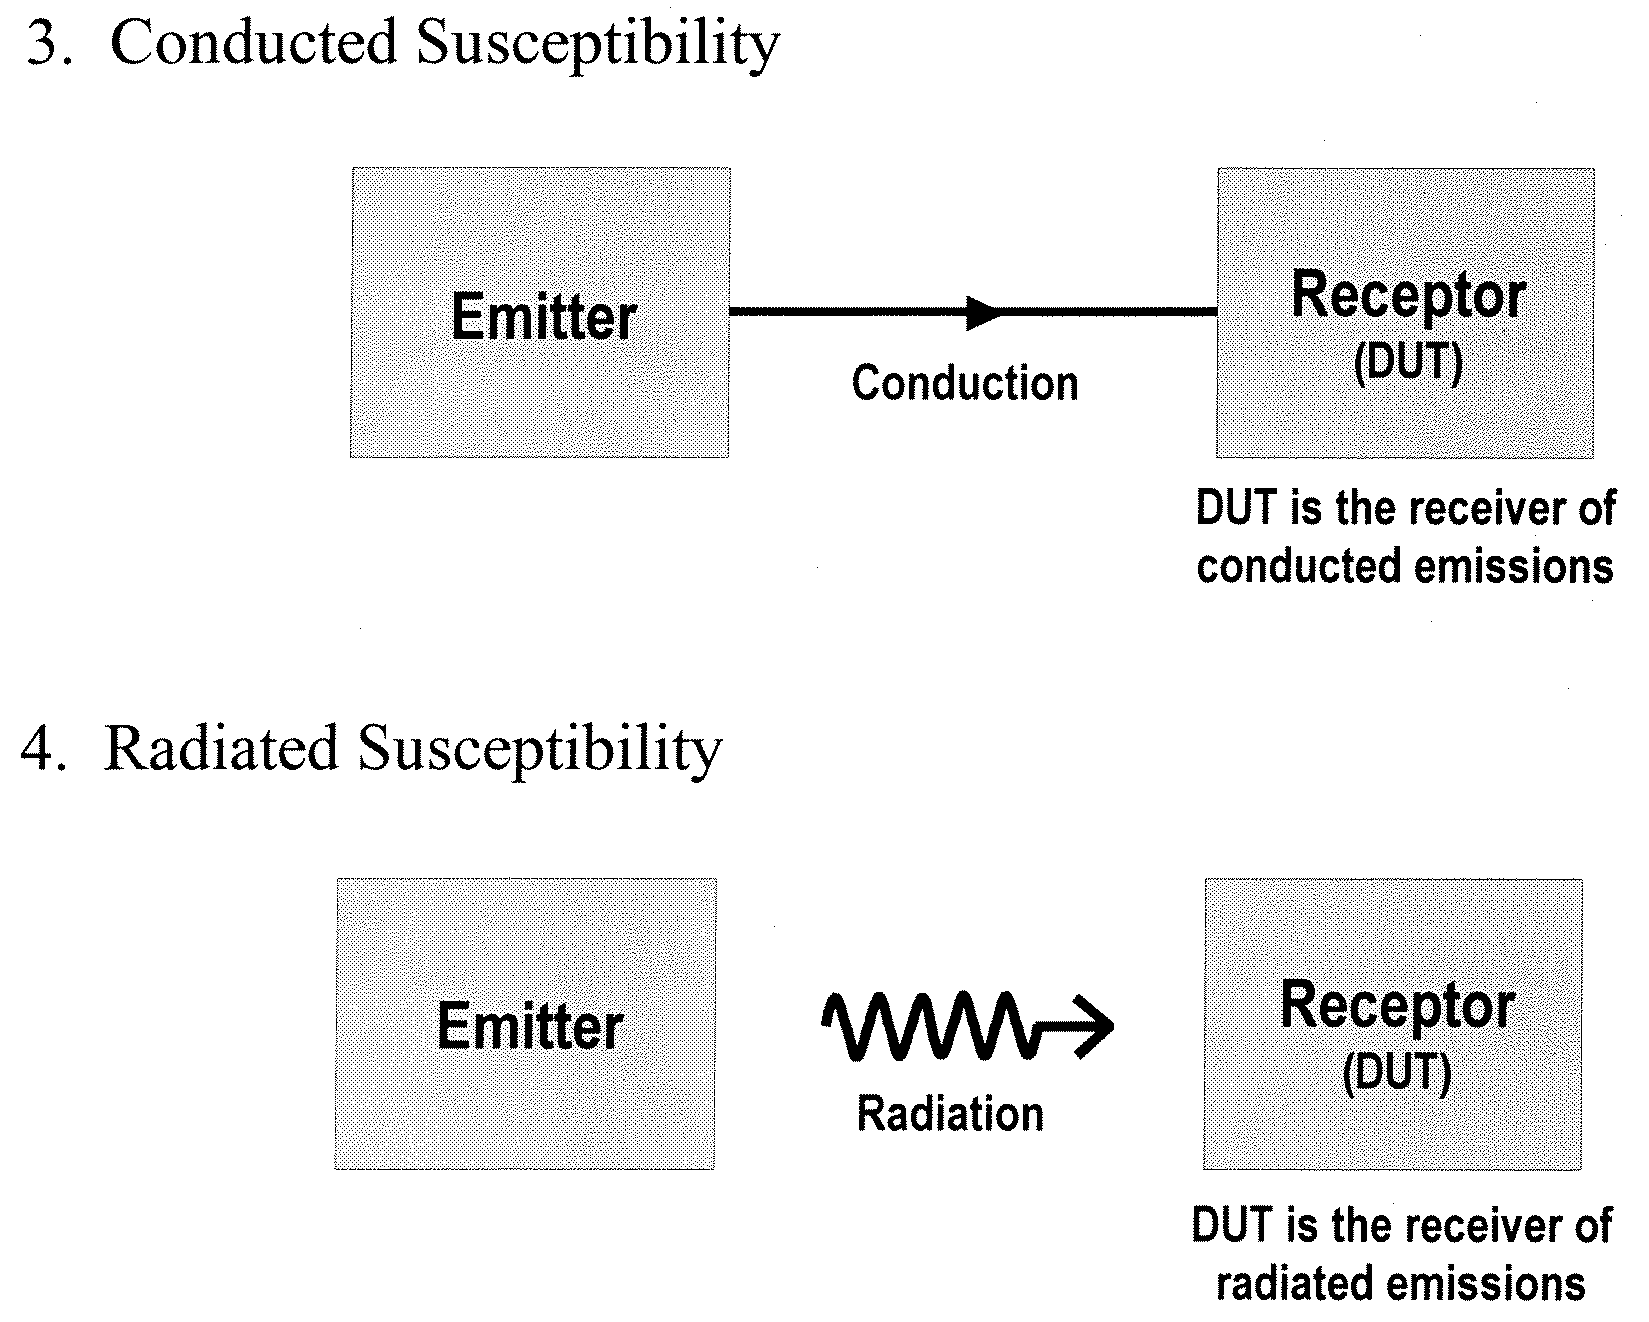 3. Conducted Susceptibility
Emitter
Conduction
Receptor
(DUT)
DUT is the receiver of
conducted emissions
4. Radiated Susceptibility
Emitter
Radiation
Receptor
(DUT)
DUT is the receiver of
radiated emissions